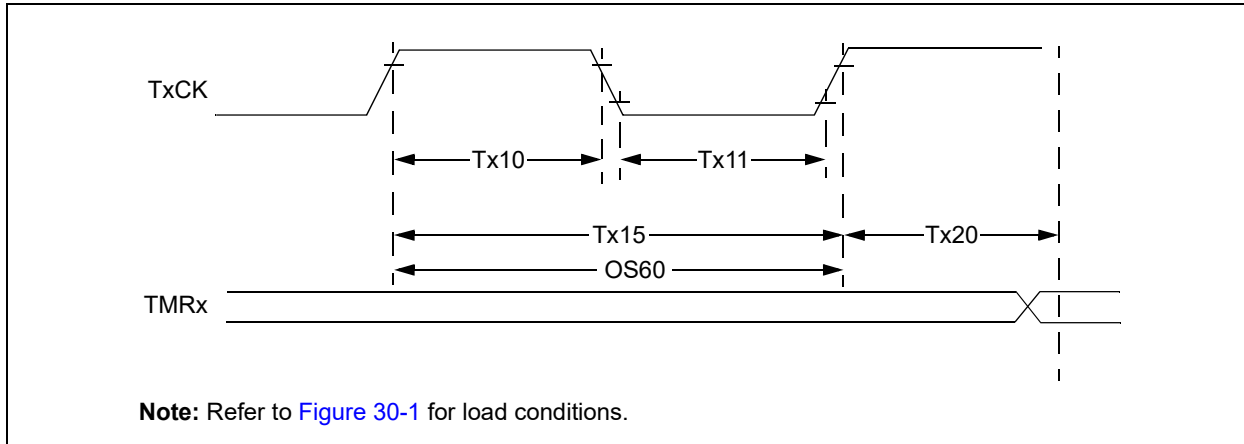 TxCK
Tx10
Tx11
Tx15
Tx20
OS60
TMRx
Note: Refer to Figure 30-1 for load conditions.